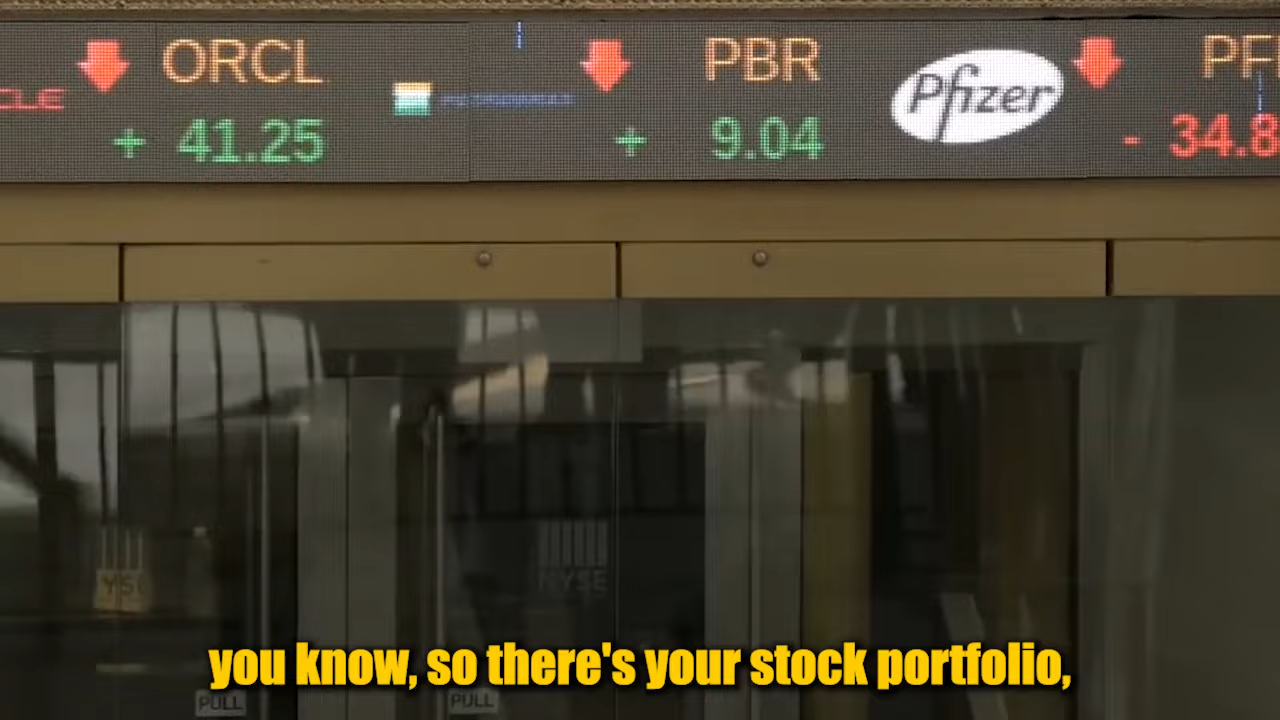 CLE ORCL PBR Pfizer PF
+ 41.25 + 9.04 - 34.8
NYSE
PULL PULL
you know, so there's your stock portfolio,